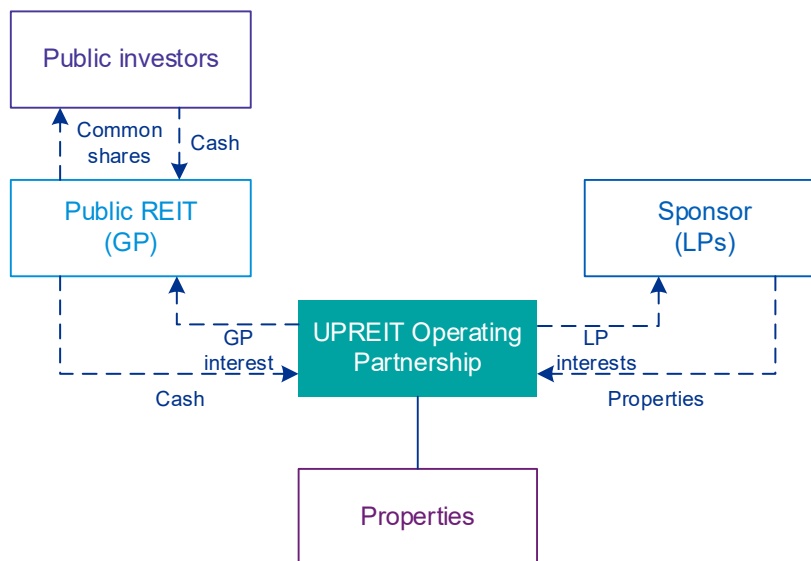 Public investors
Common
shares
Cash
Public REIT
(GP)
Sponsor
(LPs)
GP
interest
UPREIT Operating
Partnership
LP
interests
Cash
Properties
Properties